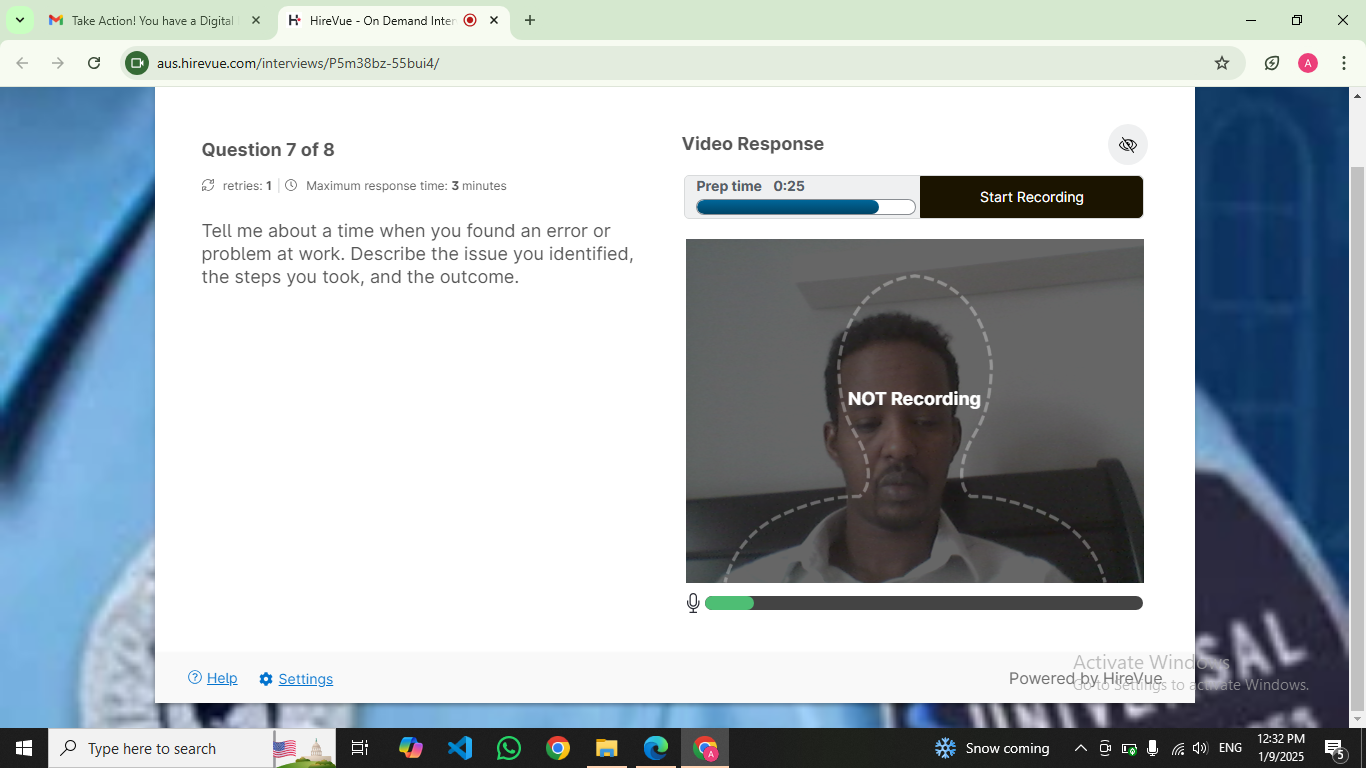 Take Action! You have a Digital
HireVue - On Demand Inter
aus.hirevue.com/interviews/P5m38bz-55bui4/
A
Question 7 of 8
retries: 1
Maximum response time: 3 minutes
Tell me about a time when you found an error or
problem at work. Describe the issue you identified,
the steps you took, and the outcome.
Video Response
Prep time 0:25
Start Recording
NOT Recording
Help
Settings
Powered by HireVue
Activate Windows
Go to Settings to activate Windows.
UNIVERSAL
Type here to search
Snow coming
ENG
12:32 PM
1/9/2025
5